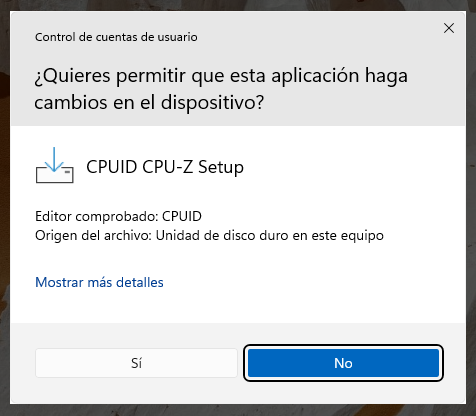 Control de cuentas de usuario
¿Quieres permitir que esta aplicación haga
cambios en el dispositivo?
CPUID CPU-Z Setup
Editor comprobado: CPUID
Origen del archivo: Unidad de disco duro en este equipo
Mostrar más detalles
Sí
No